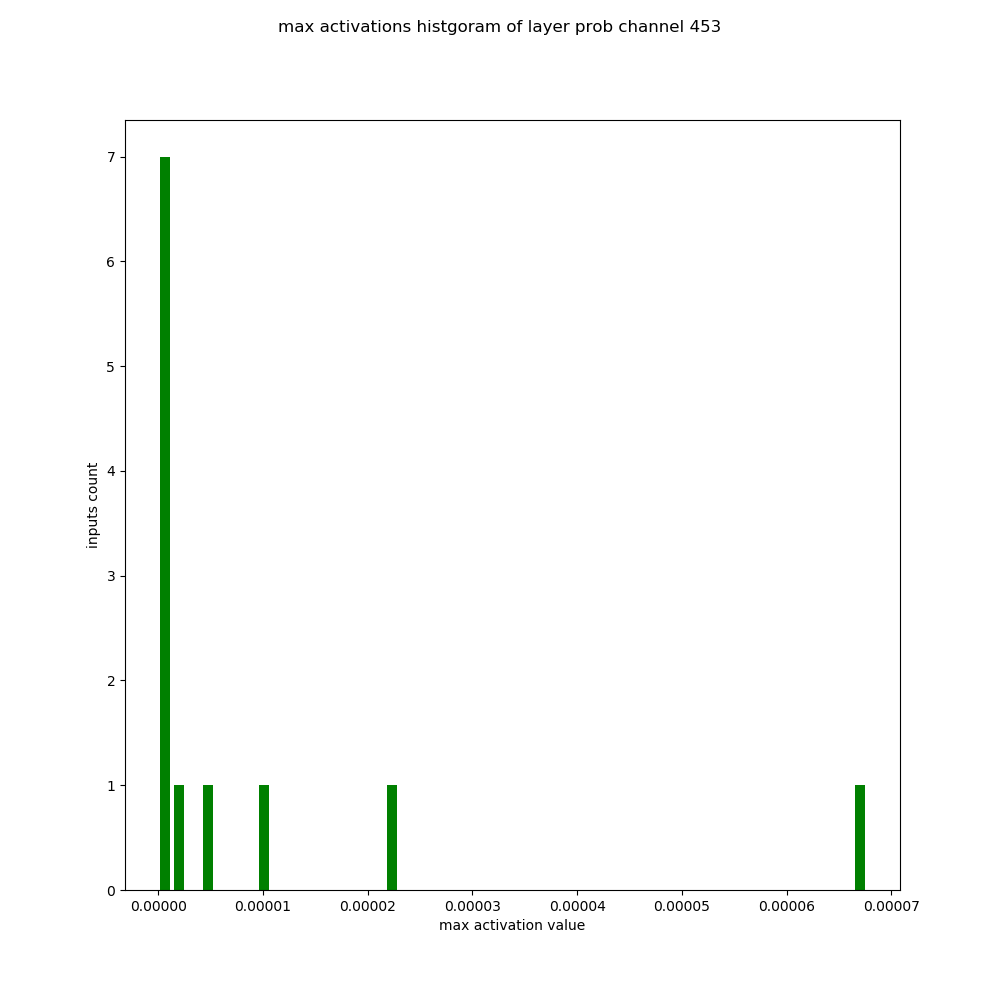 max activations histgoram of layer prob channel 453
7
6
5
4
3
2
1
0
inputs count
0.00000 0.00001 0.00002 0.00003 0.00004 0.00005 0.00006 0.00007
max activation value